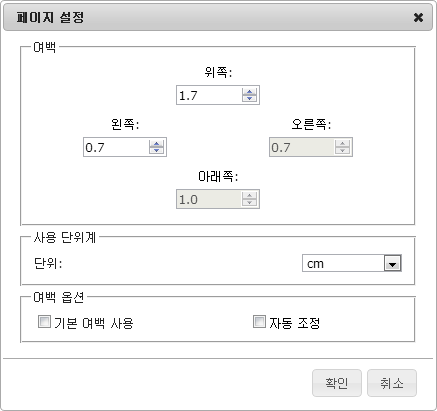 페이지 설정
여백
위쪽:
1.7
왼쪽: 오른쪽:
0.7 0.7
아래쪽:
1.0
사용 단위계
단위: cm
여백 옵션
기본 여백 사용 자동 조정
확인 취소